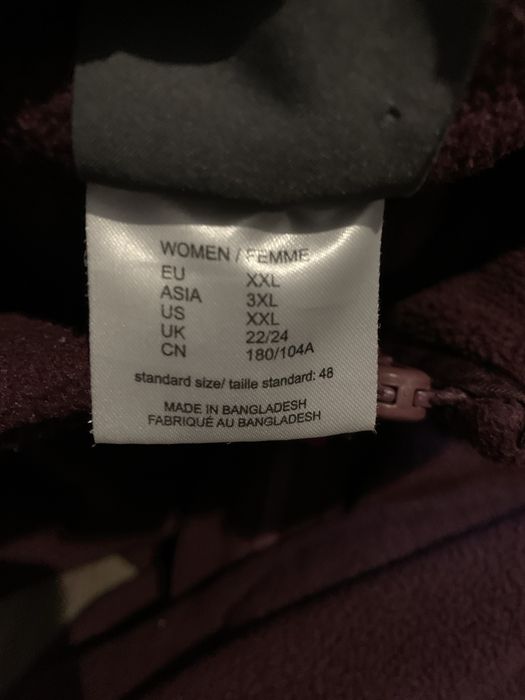 WOMEN / FEMME
EU XXL
ASIA 3XL
US XXL
UK 22/24
CN 180/104A
standard size/ taille standard: 48
MADE IN BANGLADESH
FABRIQUÉ AU BANGLADESH